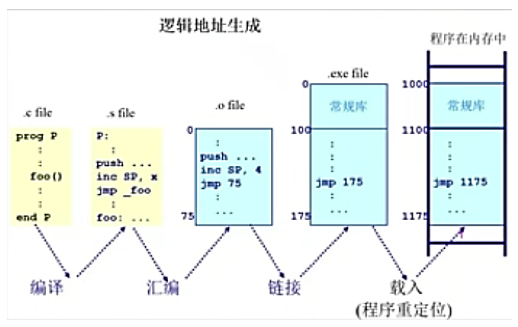 逻辑地址生成
程序在内存中
.c file
.s file
.o file
.exe file
prog P
:
:
foo()
:
:
end P
P:
:
push ...
inc SP, x
jmp _foo
:
foo: ...
0
:
push ...
inc SP, 4
jmp 75
:
...
75
0
常规库
100
:
:
:
jmp 175
:
...
175
1000
常规库
1100
:
:
:
jmp 1175
:
...
1175
编译
汇编
链接
载入
(程序重定位)